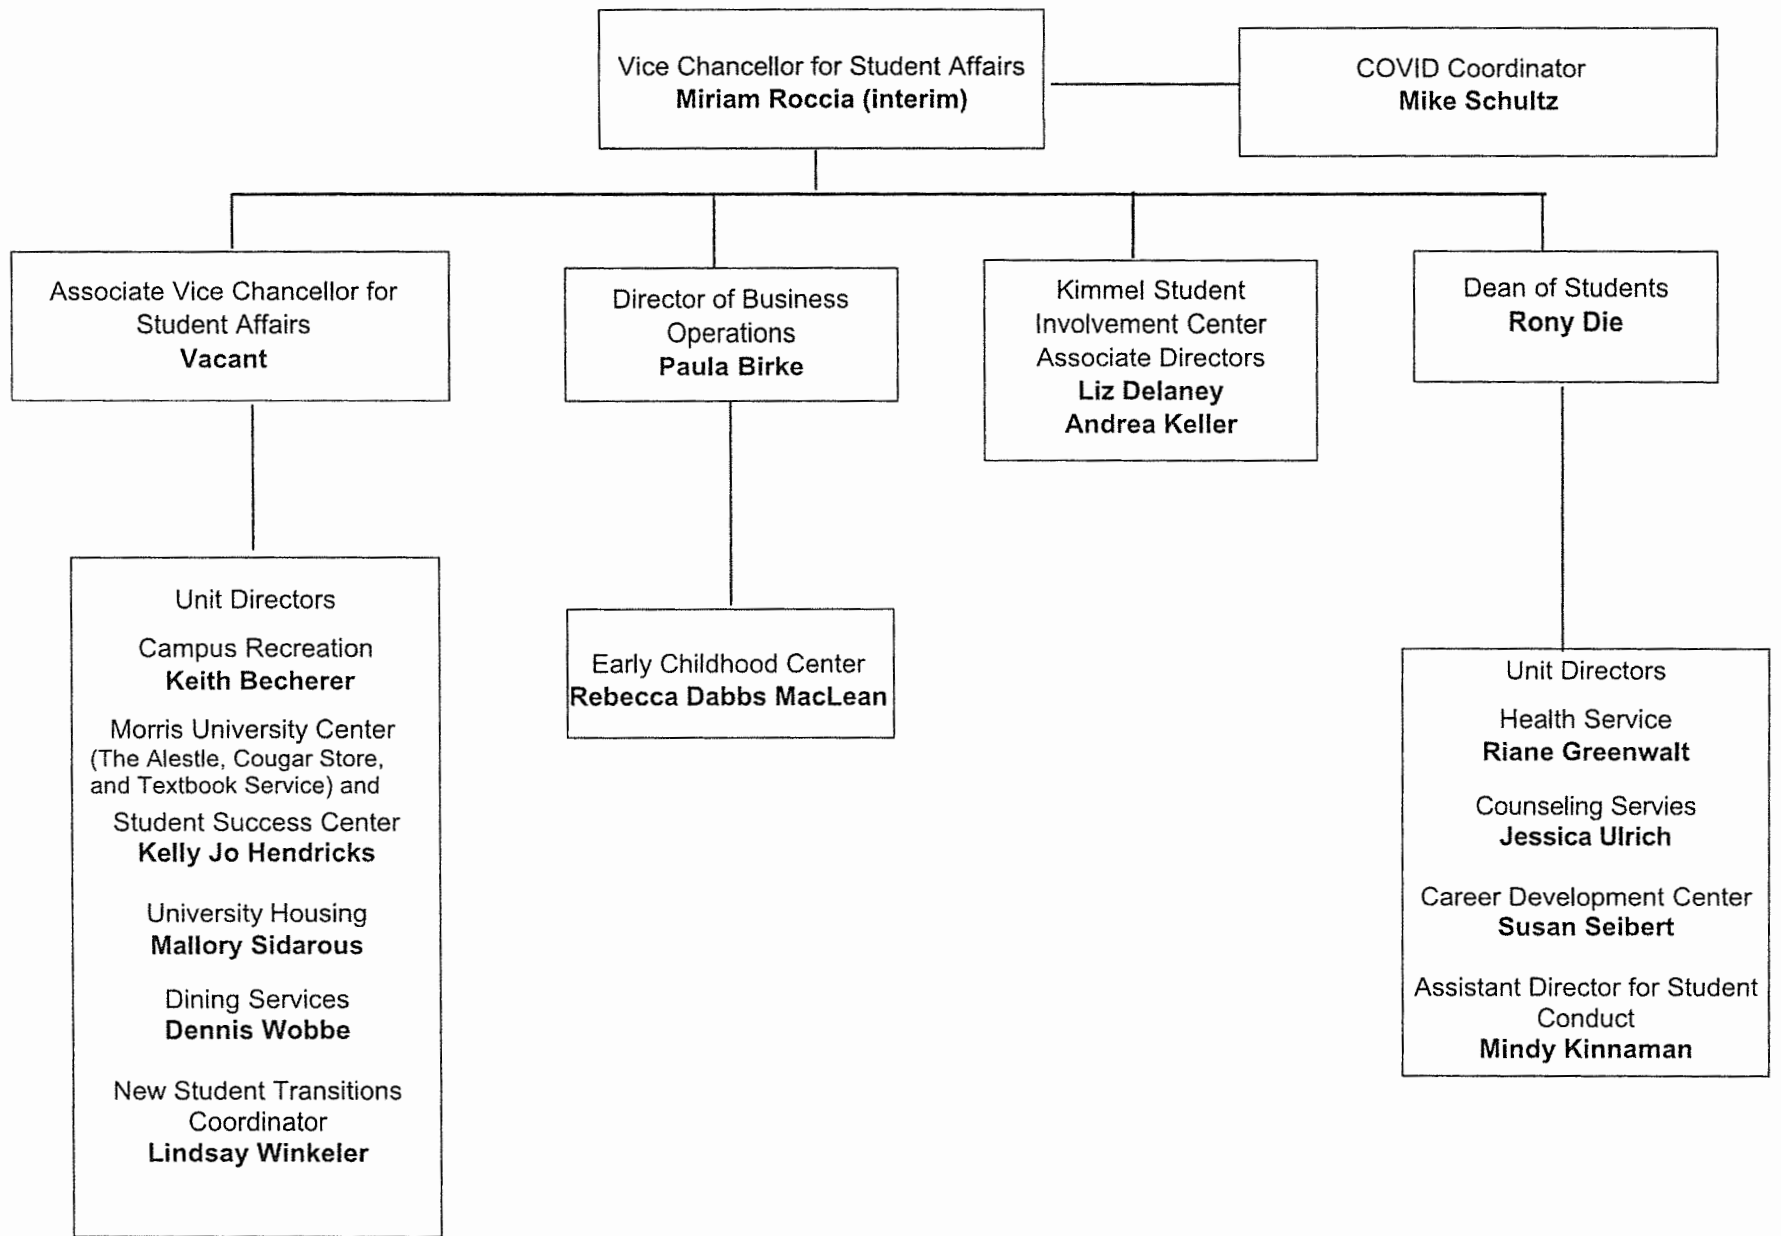 Vice Chancellor for Student Affairs
Miriam Roccia (interim)
COVID Coordinator
Mike Schultz
Associate Vice Chancellor for
Student Affairs
Vacant
Director of Business
Operations
Paula Birke
Kimmel Student
Involvement Center
Associate Directors
Liz Delaney
Andrea Keller
Dean of Students
Rony Die
Unit Directors
Campus Recreation
Keith Becherer
Morris University Center
(The Alestle, Cougar Store,
and Textbook Service) and
Student Success Center
Kelly Jo Hendricks
University Housing
Mallory Sidarous
Dining Services
Dennis Wobbe
New Student Transitions
Coordinator
Lindsay Winkeler
Early Childhood Center
Rebecca Dabbs MacLean
Unit Directors
Health Service
Riane Greenwalt
Counseling Servies
Jessica Ulrich
Career Development Center
Susan Seibert
Assistant Director for Student
Conduct
Mindy Kinnaman